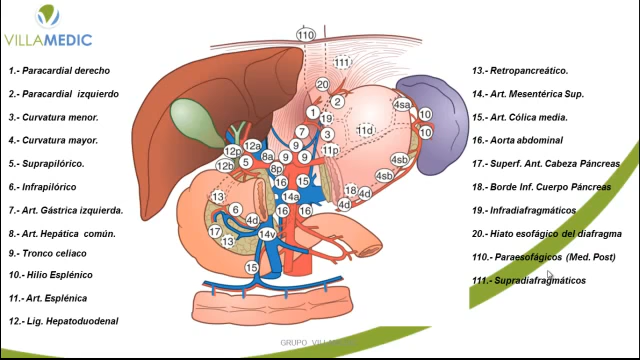 VILLAMEDIC
1.- Paracardial derecho
2.- Paracardial izquierdo
3.- Curvatura menor.
4.- Curvatura mayor.
5.- Suprapilórico.
6.- Infrapilórico
7.- Art. Gástrica izquierda.
8.- Art. Hepática común.
9.- Tronco celiaco
10.- Hilio Esplénico
11.- Art. Esplénica
12.- Lig. Hepatoduodenal
110
111
20
2
1
19
4sa
10
10
11d
7
3
12p
12a
8a
9
9
9
11p
12b
5
8p
4sb
4sb
16
15
13
14a
18
4d
4d
6
4d
16
16
17
13
14v
15
13.- Retropancreático.
14.- Art. Mesentérica Sup.
15.- Art. Cólica media.
16.- Aorta abdominal
17.- Superf. Ant. Cabeza Páncreas
18.- Borde Inf. Cuerpo Páncreas
19.- Infradiafragmáticos
20.- Hiato esofágico del diafragma
110.- Paraesofágicos (Med. Post)
111.- Supradiafragmáticos